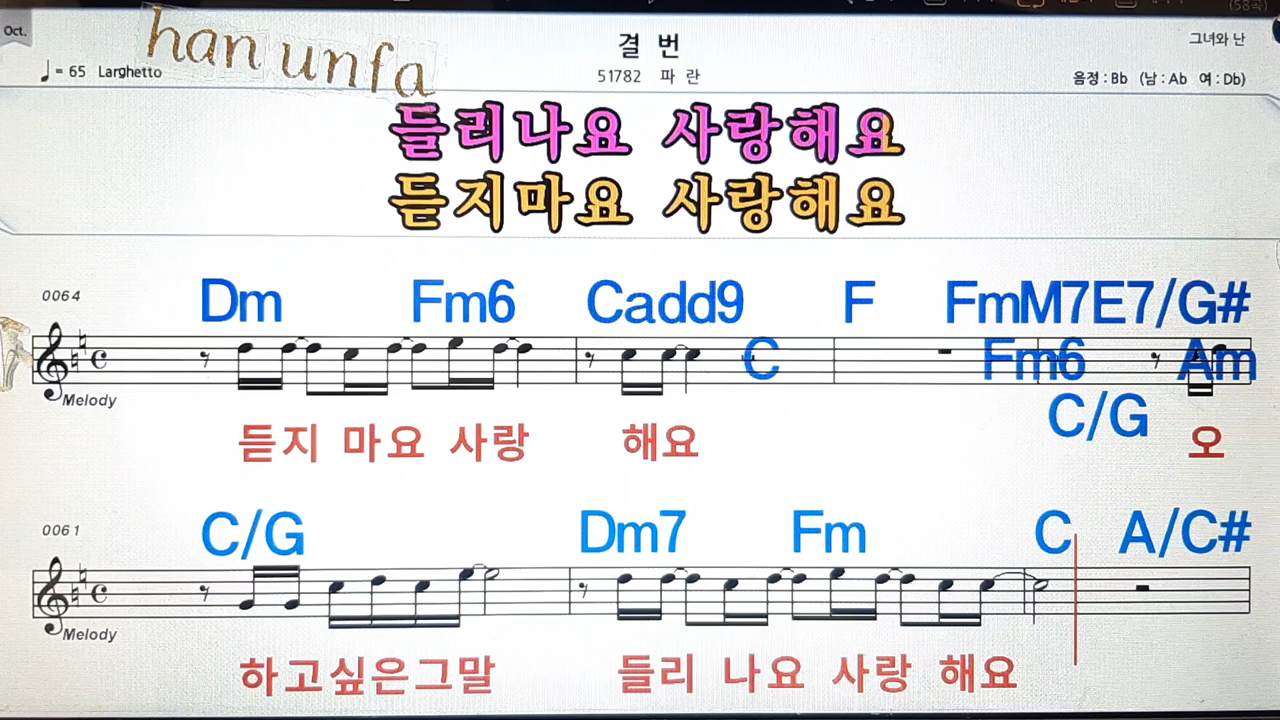 (58곡)
Oct.
han unfa
결 번
그녀와 난
♩= 65 Larghetto
51782 파 란
음정 : Bb (남 : Ab 여 : Db)
들리나요 사랑해요
듣지마요 사랑해요
0064
Dm Fm6 Cadd9 F FmM7E7/G#
C Fm6 Am
C/G
Melody
듣지 마요 사랑 해요 오
0061
C/G Dm7 Fm C A/C#
Melody
하고싶은그말 들리 나요 사랑 해요